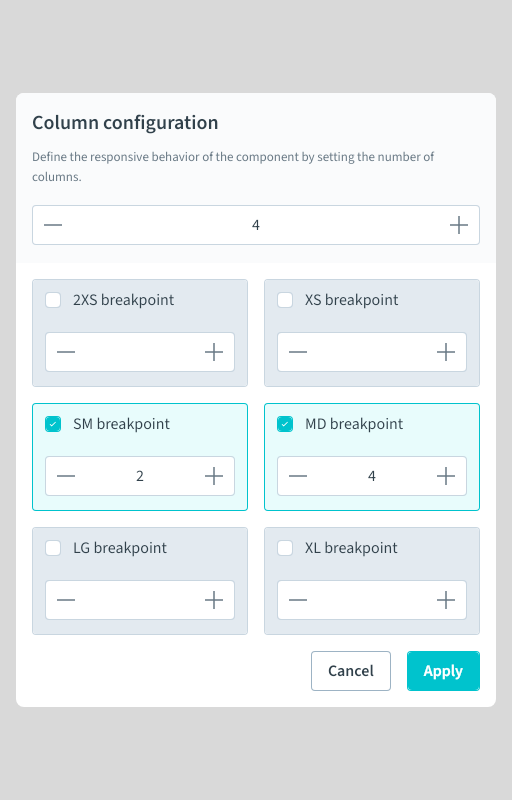 Column configuration
Define the responsive behavior of the component by setting the number of
columns.
4
2XS breakpoint
XS breakpoint
SM breakpoint
MD breakpoint
2
4
LG breakpoint
XL breakpoint
Cancel
Apply